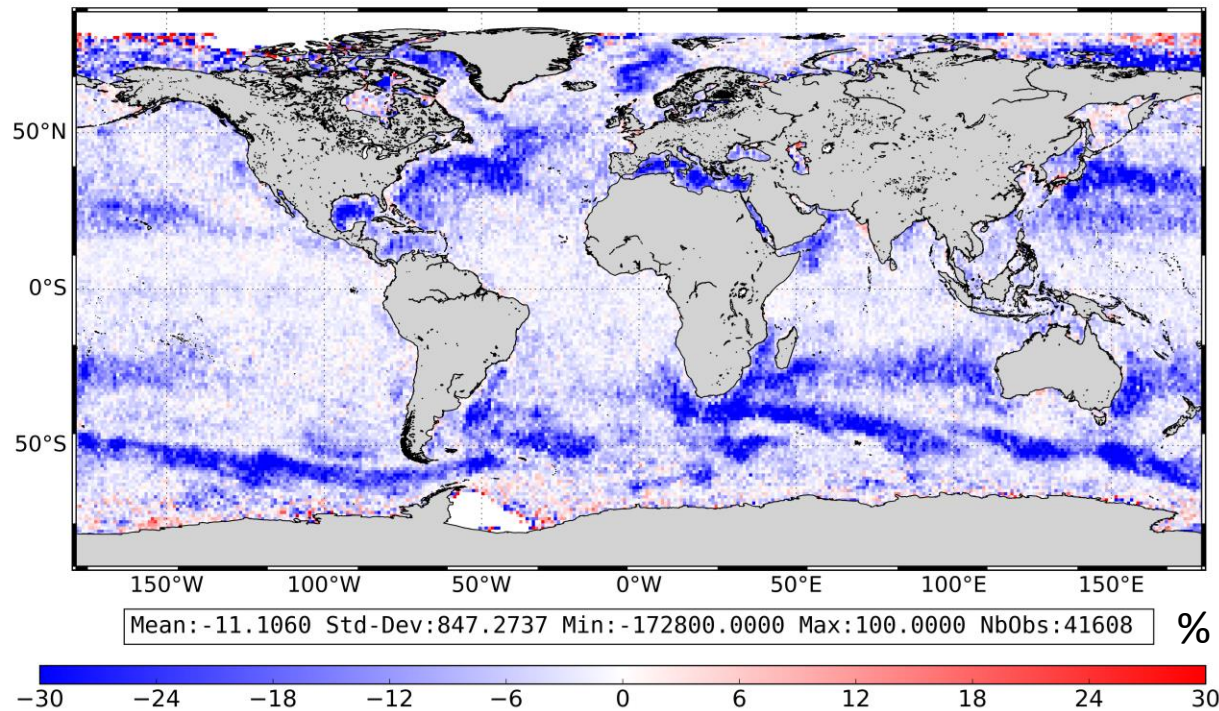 50°N
0°S
50°S
150°W 100°W 50°W 0°W 50°E 100°E 150°E
Mean:-11.1060 Std-Dev:847.2737 Min:-172800.0000 Max:100.0000 NbObs:41608 %
−30 −24 −18 −12 −6 0 6 12 18 24 30